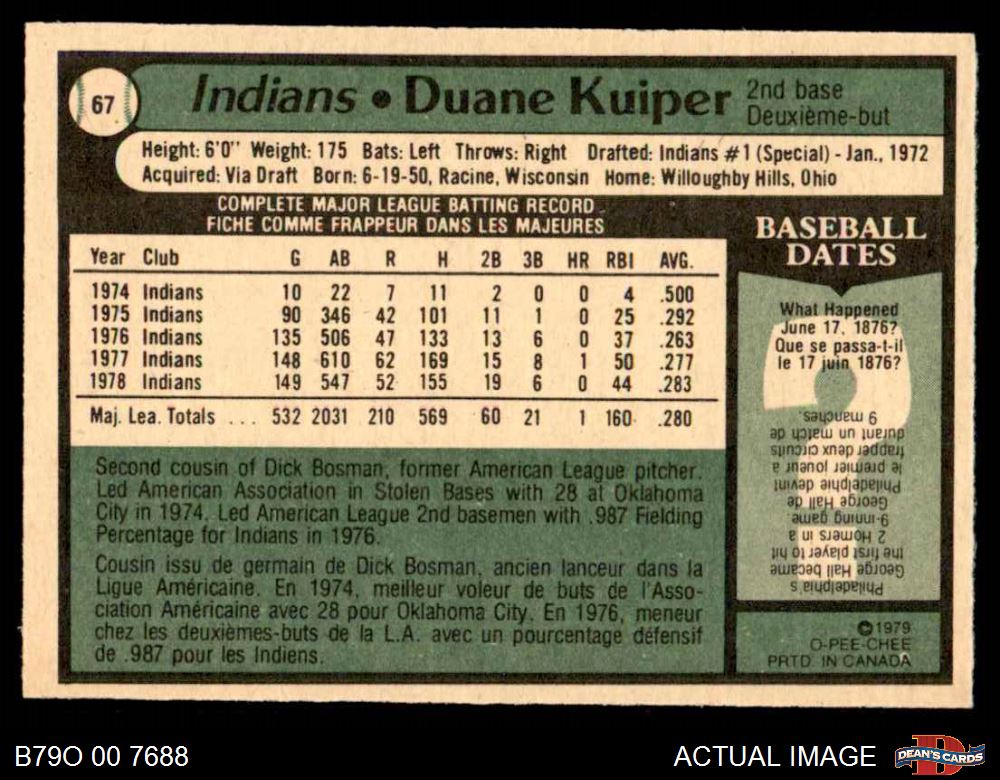 67
Indians • Duane Kuiper
2nd base
Deuxième-but
Height: 6'0" Weight: 175 Bats: Left Throws: Right Drafted: Indians #1 (Special) - Jan., 1972
Acquired: Via Draft Born: 6-19-50, Racine, Wisconsin Home: Willoughby Hills, Ohio
COMPLETE MAJOR LEAGUE BATTING RECORD
FICHE COMME FRAPPEUR DANS LES MAJEURES
Year Club G AB R H 2B 3B HR RBI AVG.
1974 Indians 10 22 7 11 2 0 0 4 .500
1975 Indians 90 346 42 101 11 1 0 25 .292
1976 Indians 135 506 47 133 13 6 0 37 .263
1977 Indians 148 610 62 169 15 8 1 50 .277
1978 Indians 149 547 52 155 19 6 0 44 .283
Maj. Lea. Totals ... 532 2031 210 569 60 21 1 160 .280
Second cousin of Dick Bosman, former American League pitcher.
Led American Association in Stolen Bases with 28 at Oklahoma
City in 1974. Led American League 2nd basemen with .987 Fielding
Percentage for Indians in 1976.
Cousin issu de germain de Dick Bosman, ancien lanceur dans la
Ligue Américaine. En 1974, meilleur voleur de buts de l'Asso-
ciation Américaine avec 28 pour Oklahoma City. En 1976, meneur
chez les deuxièmes-buts de la L.A. avec un pourcentage défensif
de .987 pour les Indiens.
BASEBALL
DATES
What Happened
June 17, 1876?
Que se passa-t-il
le 17 juin 1876?
Philadelphia's
George Hall became
the first player to hit
2 Homers in a
9-inning game.
George Hall de
Philadelphie devint
le premier joueur à
frapper deux circuits
durant un match de
9 manches.
©1979
O-PEE-CHEE
PRTD. IN CANADA
B79O 00 7688
ACTUAL IMAGE
DEAN'S CARDS